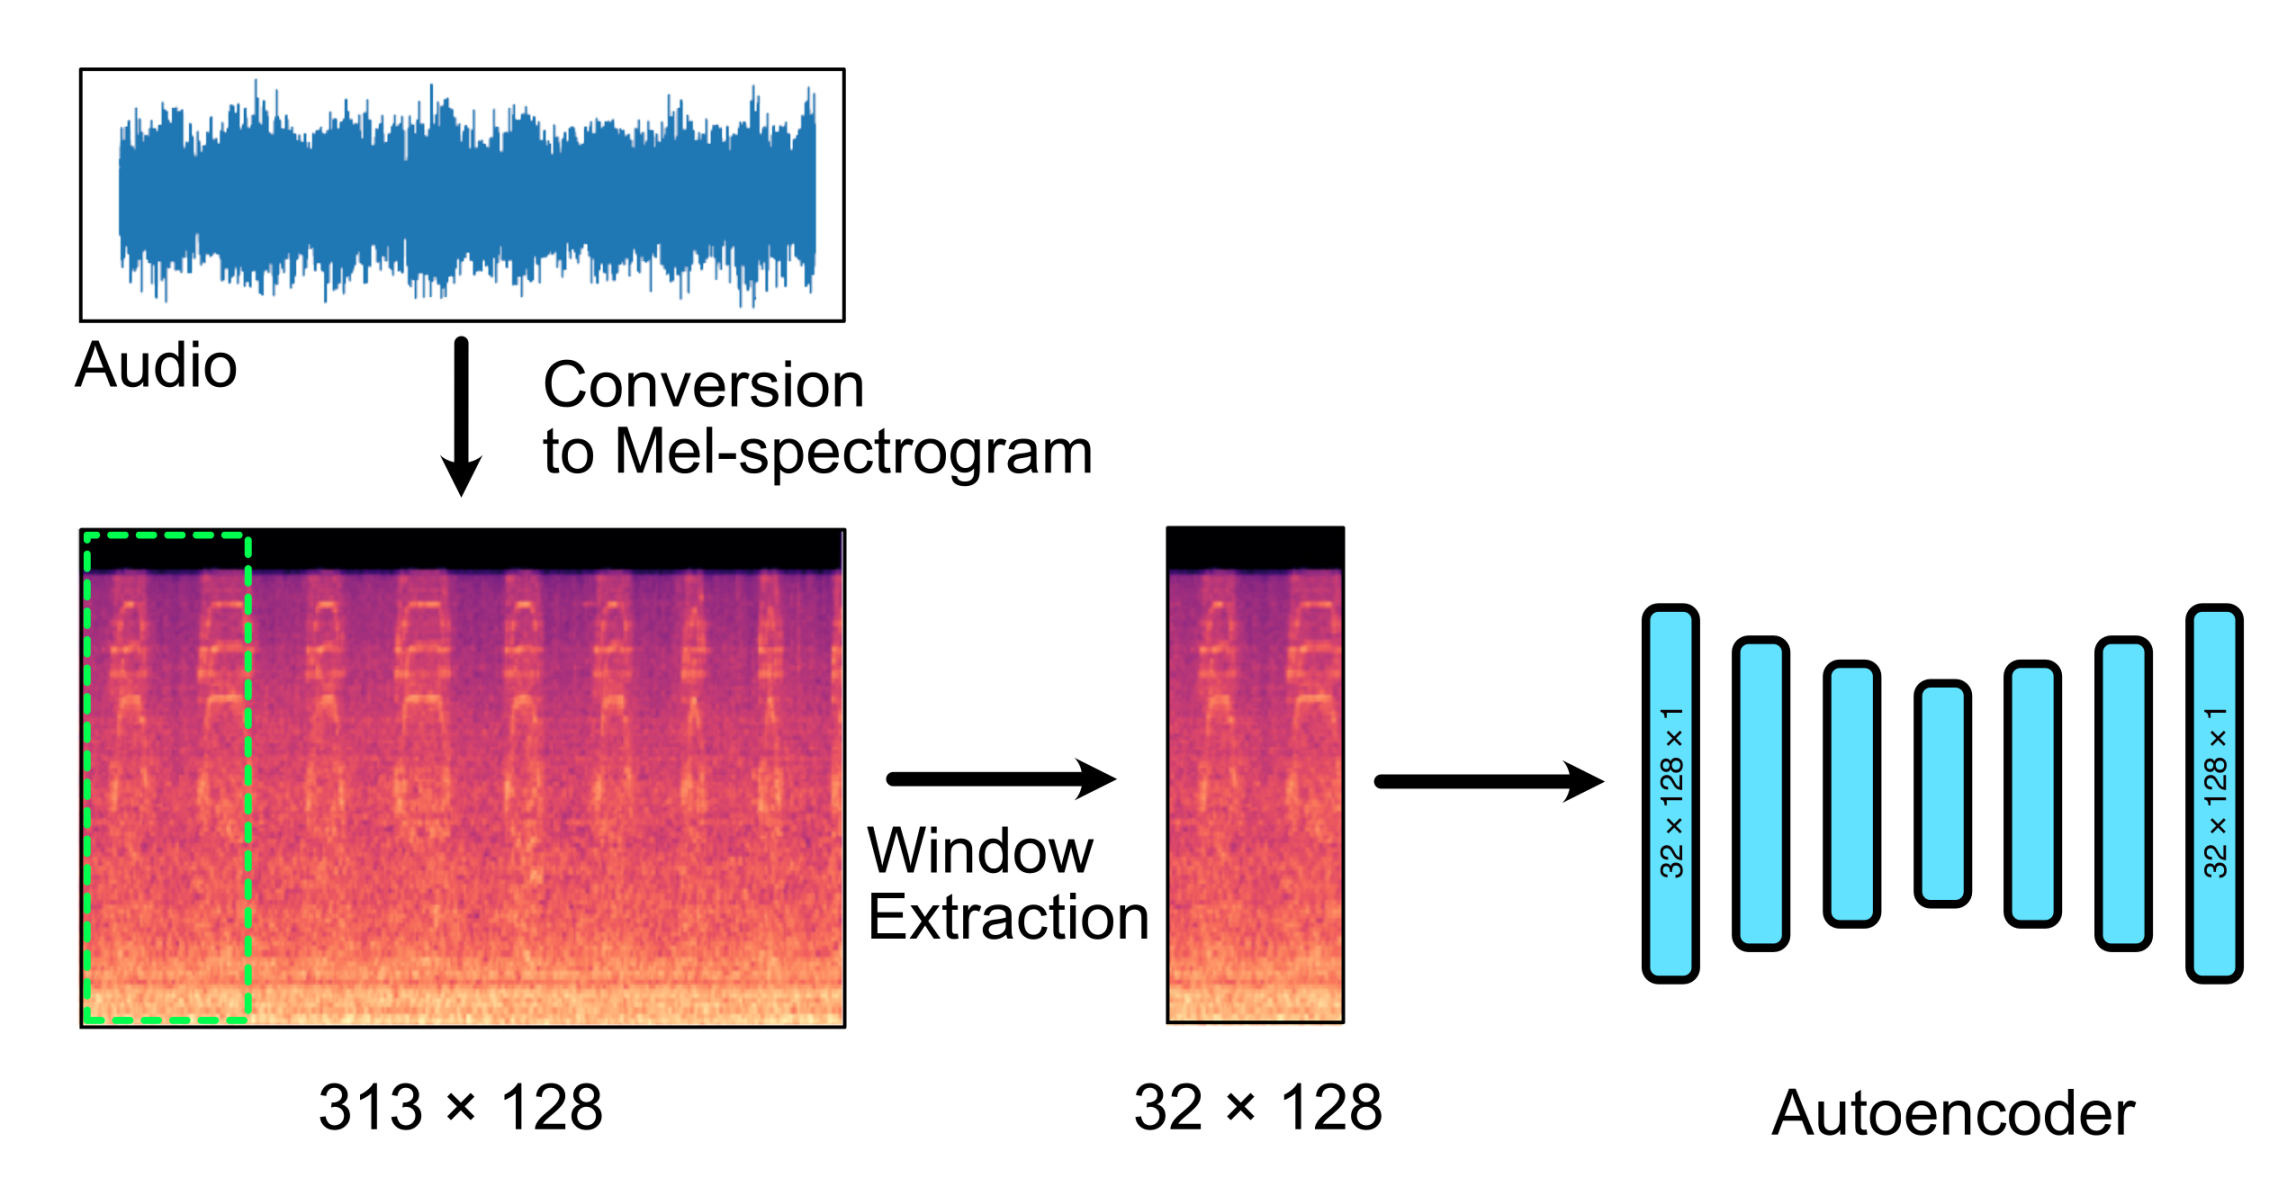 Audio
Conversion
to Mel-spectrogram
Window
Extraction
32 × 128 × 1
32 × 128 × 1
313 × 128
32 × 128
Autoencoder